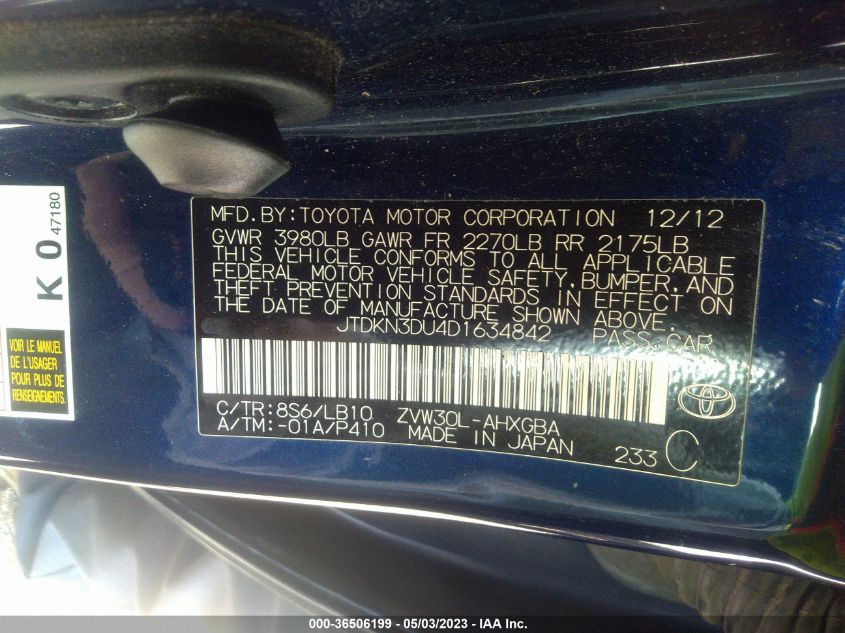 K 0 47180
VOIR LE MANUEL
DE L'USAGER
POUR PLUS DE
RENSEIGNEMENTS.
MFD. BY: TOYOTA MOTOR CORPORATION 12/12
GVWR 3980LB GAWR FR 2270LB RR 2175LB
THIS VEHICLE CONFORMS TO ALL APPLICABLE
FEDERAL MOTOR VEHICLE SAFETY, BUMPER, AND
THEFT PREVENTION STANDARDS IN EFFECT ON
THE DATE OF MANUFACTURE SHOWN ABOVE.
JTDKN3DU4D1634842 PASS.CAR
C/TR:8S6/LB10 ZVW30L-AHXGBA
A/TM:-01A/P410 MADE IN JAPAN 233 C
000-36506199 - 05/03/2023 - IAA Inc.